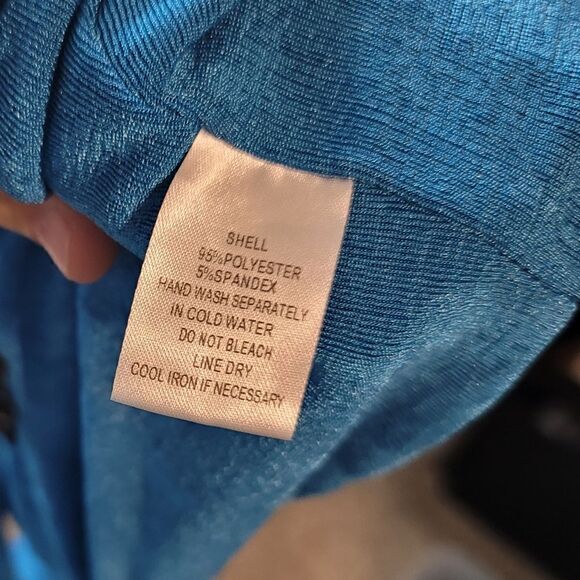 SHELL
95%POLYESTER
5%SPANDEX
HAND WASH SEPARATELY
IN COLD WATER
DO NOT BLEACH
LINE DRY
COOL IRON IF NECESSARY